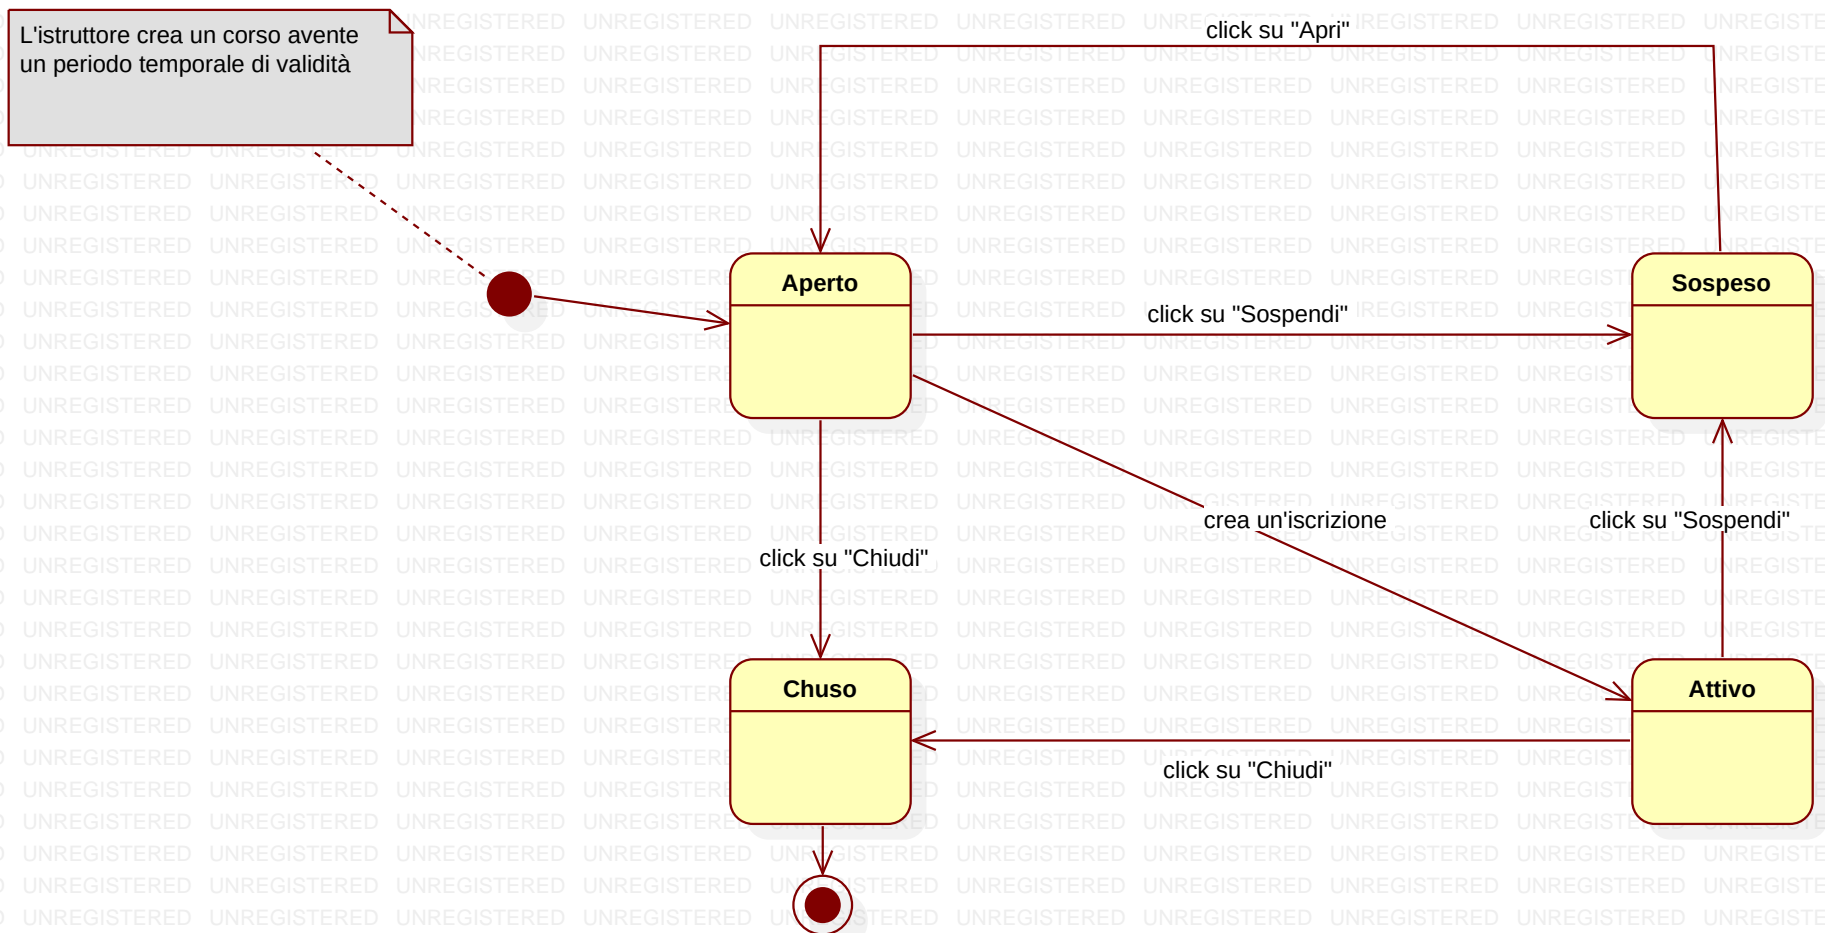 L'istruttore crea un corso avente
un periodo temporale di validità
click su "Apri"
Aperto
Sospeso
click su "Sospendi"
crea un'iscrizione
click su "Sospendi"
click su "Chiudi"
Chuso
Attivo
click su "Chiudi"
UNREGISTERED